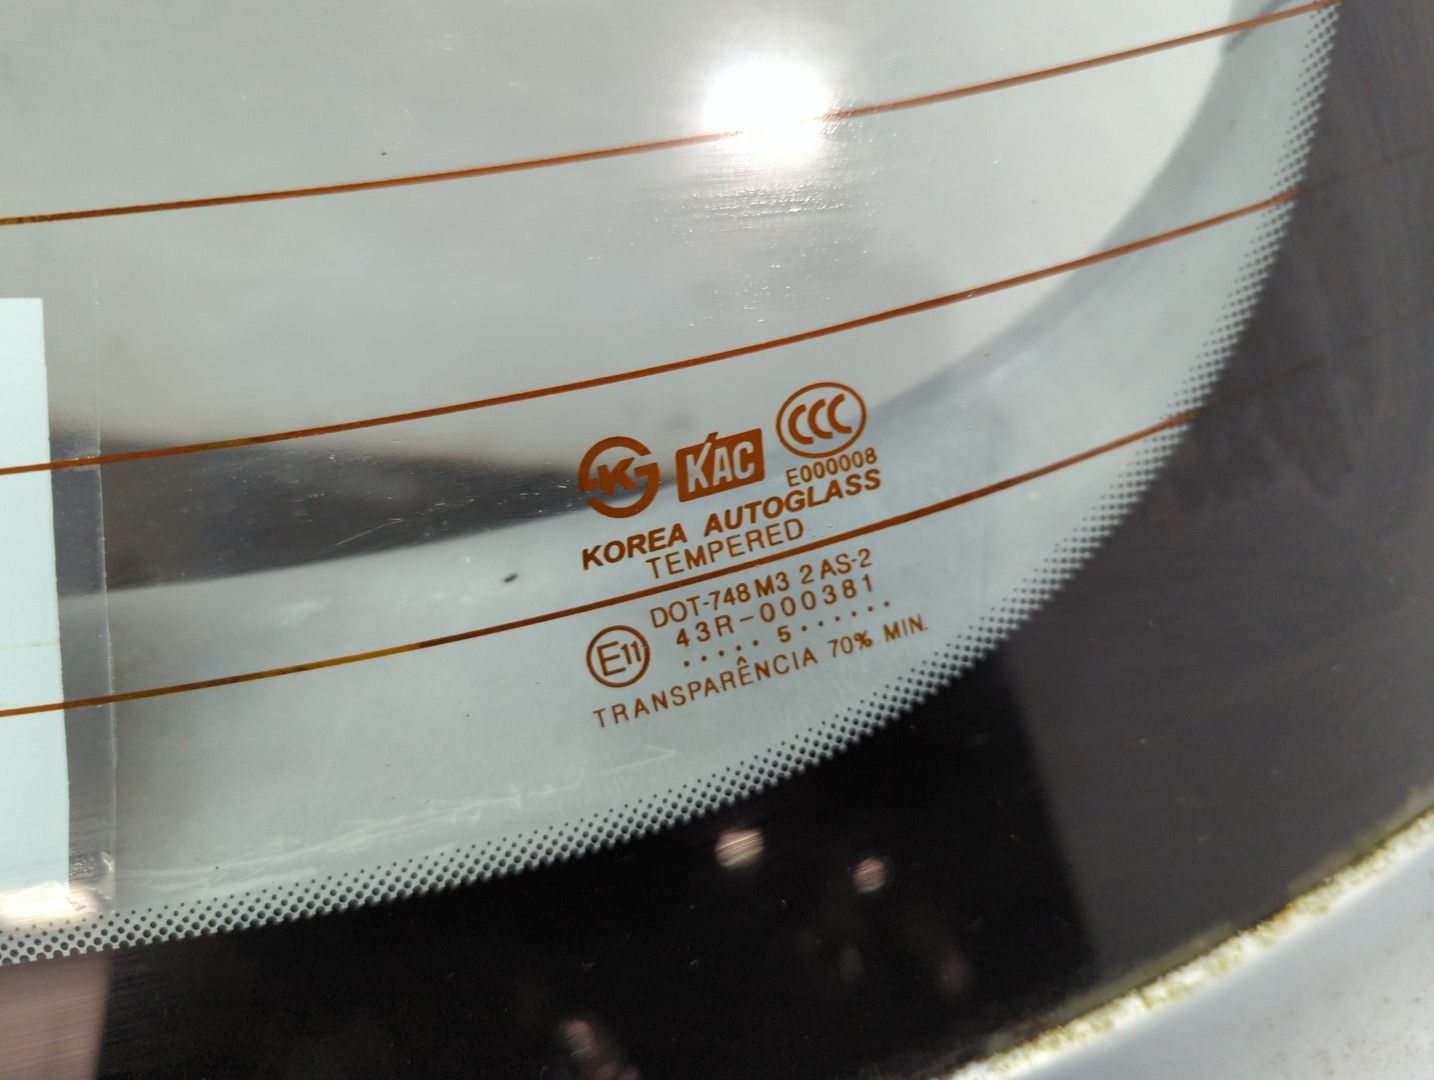 K KAC CCC
E000008
KOREA AUTOGLASS
TEMPERED
DOT-748 M3 2 AS-2
E11 43R-000381
. . . . . 5 . . . . . .
TRANSPARÊNCIA 70% MIN.